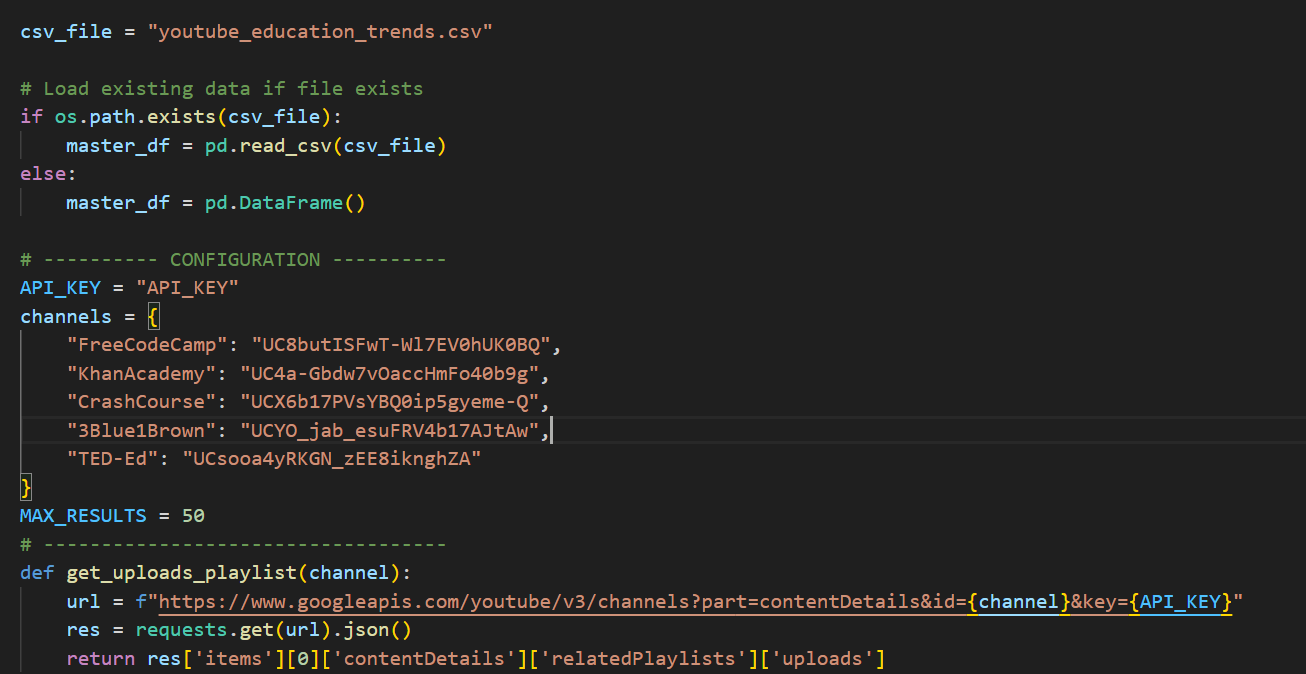 csv_file = "youtube_education_trends.csv"
# Load existing data if file exists
if os.path.exists(csv_file):
    master_df = pd.read_csv(csv_file)
else:
    master_df = pd.DataFrame()
# ---------- CONFIGURATION ----------
API_KEY = "API_KEY"
channels = {
    "FreeCodeCamp": "UC8butISFwT-Wl7EV0hUK0BQ",
    "KhanAcademy": "UC4a-Gbdw7vOaccHmFo40b9g",
    "CrashCourse": "UCX6b17PVsYBQ0ip5gyeme-Q",
    "3Blue1Brown": "UCYO_jab_esuFRV4b17AJtAw",
    "TED-Ed": "UCsooa4yRKGN_zEE8iknghZA"
}
MAX_RESULTS = 50
# -----------------------------------
def get_uploads_playlist(channel):
    url = f"https://www.googleapis.com/youtube/v3/channels?part=contentDetails&id={channel}&key={API_KEY}"
    res = requests.get(url).json()
    return res['items'][0]['contentDetails']['relatedPlaylists']['uploads']